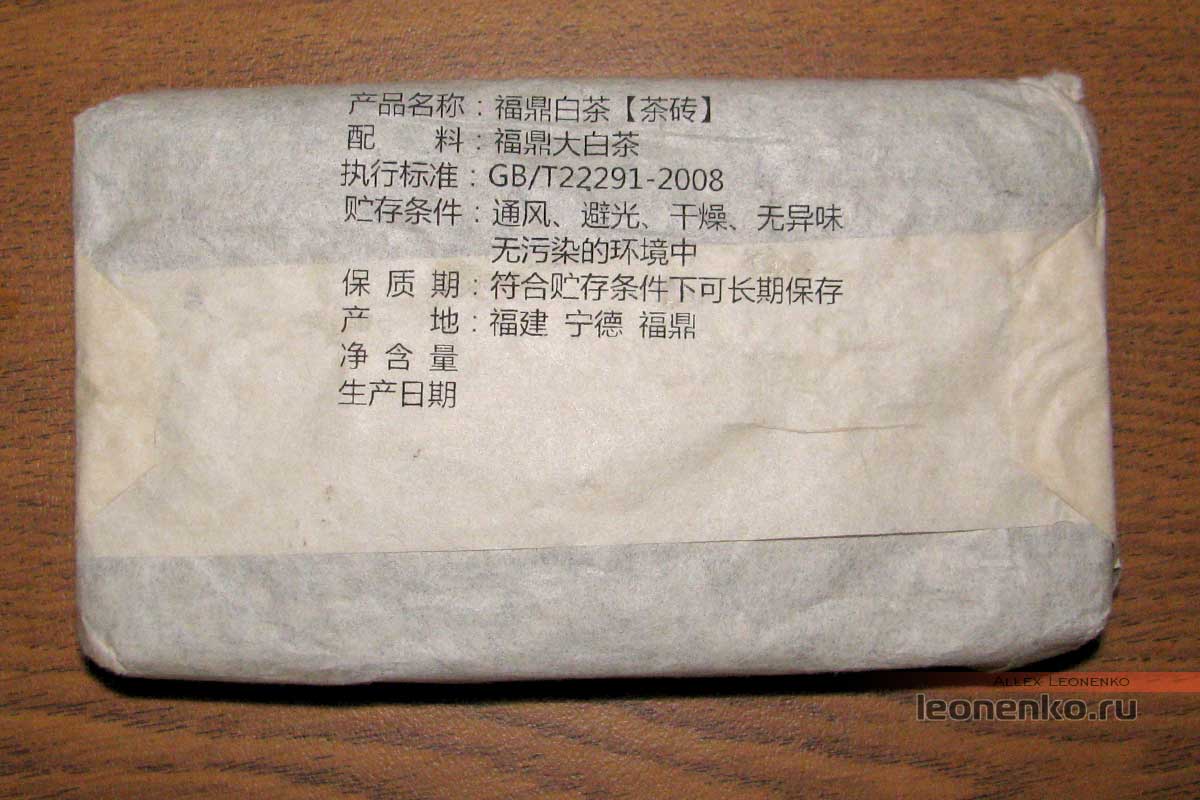 产品名称：福鼎白茶【茶砖】
配 料：福鼎大白茶
执行标准：GB/T22291-2008
贮存条件：通风、避光、干燥、无异味
无污染的环境中
保 质 期：符合贮存条件下可长期保存
产 地：福建 宁德 福鼎
净 含 量
生产日期
Allex Leonenko
leonenko.ru